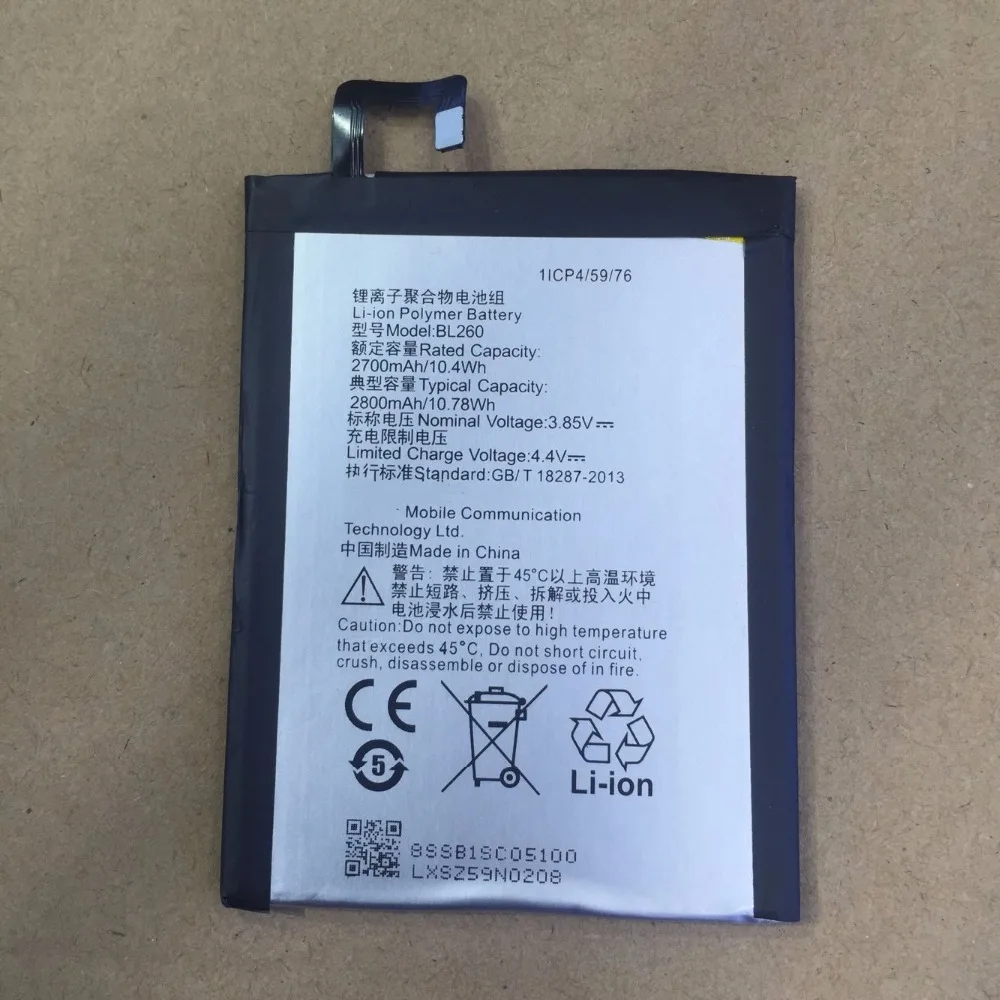 1ICP4/59/76
锂离子聚合物电池组
Li-ion Polymer Battery
型号Model:BL260
额定容量Rated Capacity:
2700mAh/10.4Wh
典型容量Typical Capacity:
2800mAh/10.78Wh
标称电压Nominal Voltage:3.85V⎓
充电限制电压
Limited Charge Voltage:4.4V⎓
执行标准Standard:GB/T 18287-2013
Mobile Communication
Technology Ltd.
中国制造Made in China
警告: 禁止置于45°C以上高温环境
禁止短路、挤压、拆解或投入火中
电池浸水后禁止使用!
Caution:Do not expose to high temperature
that exceeds 45°C, Do not short circuit,
crush, disassemble or dispose of in fire.
CE
5
Li-ion
8SSB1SC05100
LXSZ59N0208